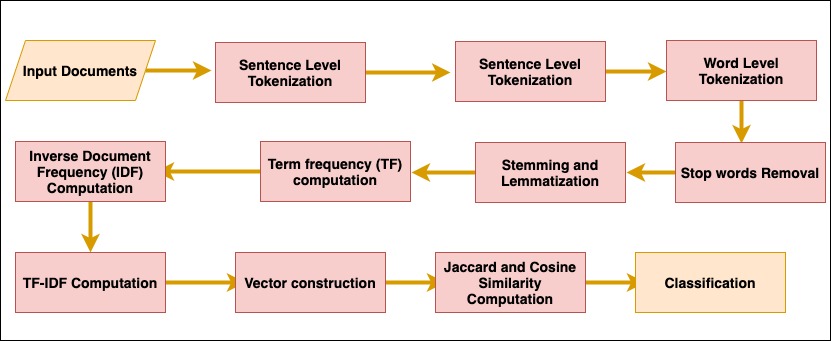 Input Documents
Sentence Level
Tokenization
Sentence Level
Tokenization
Word Level
Tokenization
Inverse Document
Frequency (IDF)
Computation
Term frequency (TF)
computation
Stemming and
Lemmatization
Stop words Removal
TF-IDF Computation
Vector construction
Jaccard and Cosine
Similarity
Computation
Classification